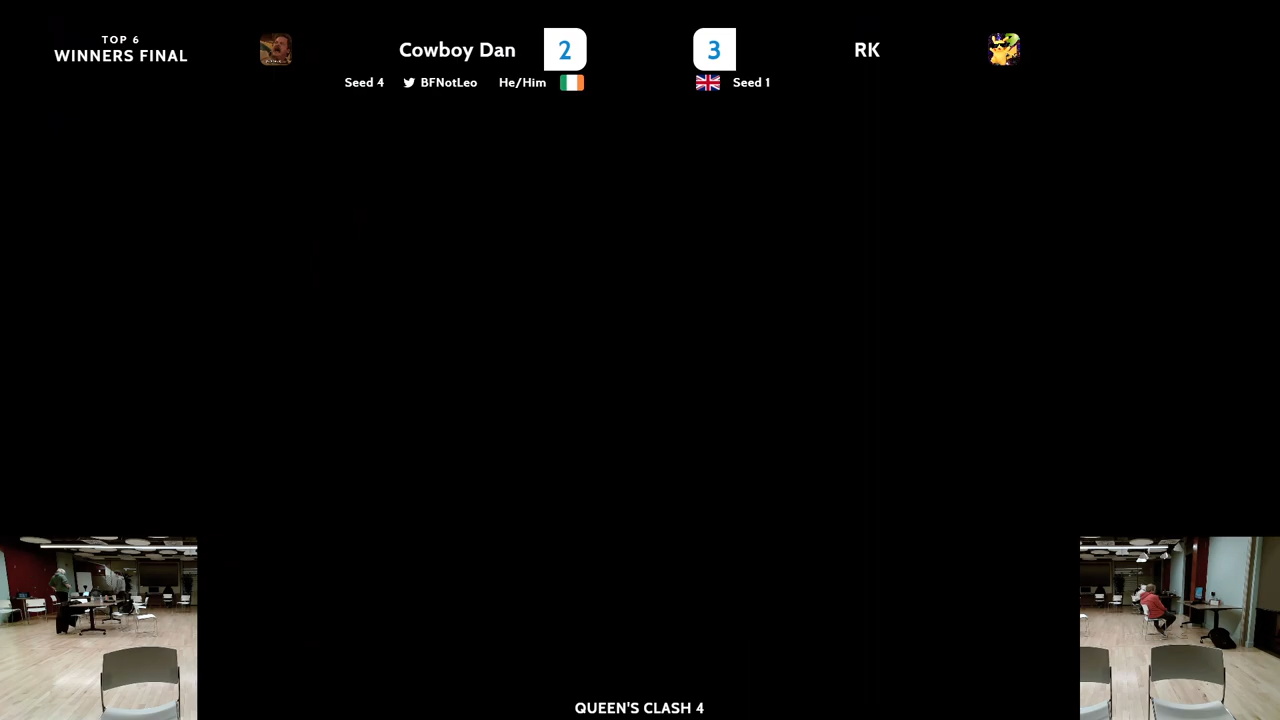 TOP 6
WINNERS FINAL
Cowboy Dan 2
3 RK
Seed 4 BFNotLeo He/Him
Seed 1
QUEEN'S CLASH 4